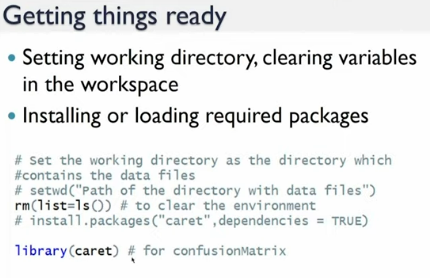 Getting things ready
• Setting working directory, clearing variables
in the workspace
• Installing or loading required packages
# Set the working directory as the directory which
#contains the data files
# setwd("Path of the directory with data files")
rm(list=ls()) # to clear the environment
# install.packages("caret",dependencies = TRUE)
library(caret) # for confusionMatrix